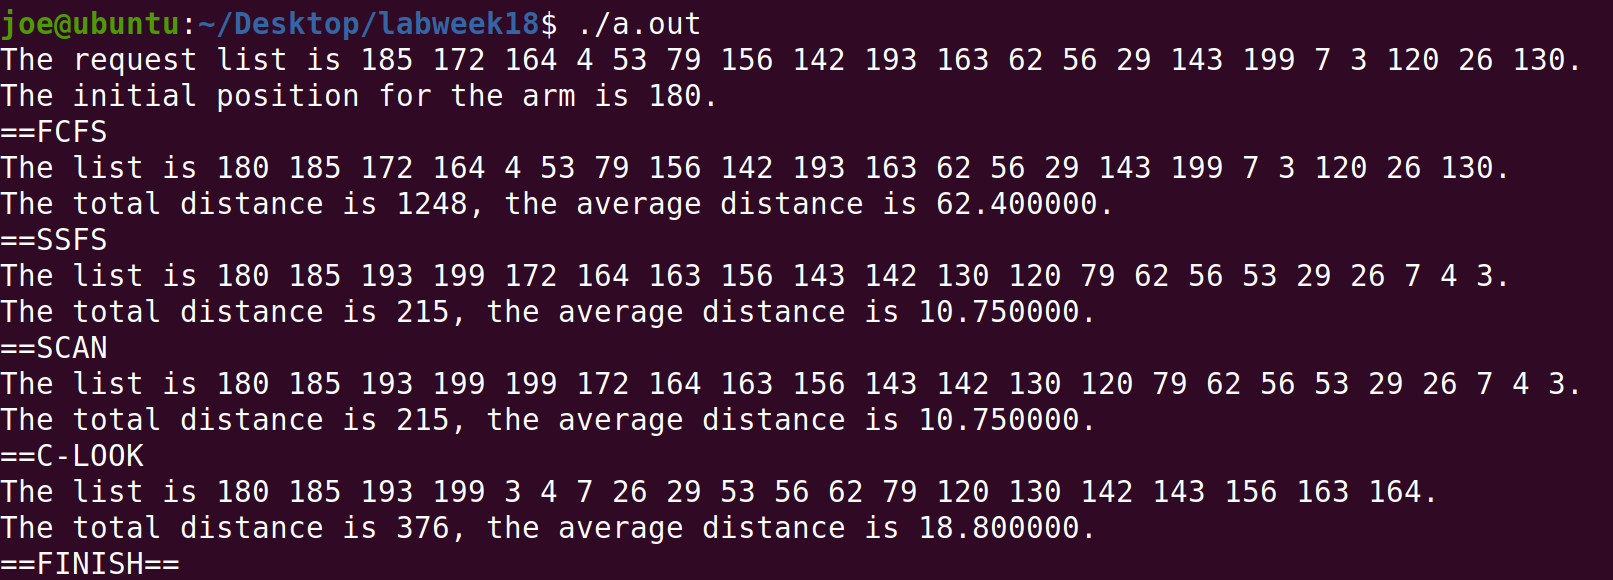 joe@ubuntu:~/Desktop/labweek18$ ./a.out
The request list is 185 172 164 4 53 79 156 142 193 163 62 56 29 143 199 7 3 120 26 130.
The initial position for the arm is 180.
==FCFS
The list is 180 185 172 164 4 53 79 156 142 193 163 62 56 29 143 199 7 3 120 26 130.
The total distance is 1248, the average distance is 62.400000.
==SSFS
The list is 180 185 193 199 172 164 163 156 143 142 130 120 79 62 56 53 29 26 7 4 3.
The total distance is 215, the average distance is 10.750000.
==SCAN
The list is 180 185 193 199 199 172 164 163 156 143 142 130 120 79 62 56 53 29 26 7 4 3.
The total distance is 215, the average distance is 10.750000.
==C-LOOK
The list is 180 185 193 199 3 4 7 26 29 53 56 62 79 120 130 142 143 156 163 164.
The total distance is 376, the average distance is 18.800000.
==FINISH==